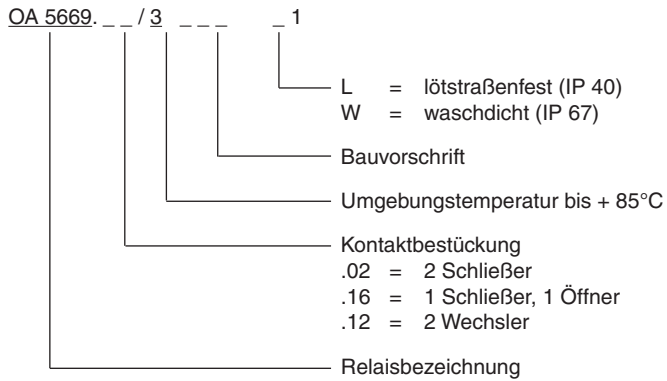 OA 5669. _ _ / 3 _ _ _ _ 1
L = lötstraßenfest (IP 40)
W = waschdicht (IP 67)
Bauvorschrift
Umgebungstemperatur bis + 85°C
Kontaktbestückung
.02 = 2 Schließer
.16 = 1 Schließer, 1 Öffner
.12 = 2 Wechsler
Relaisbezeichnung